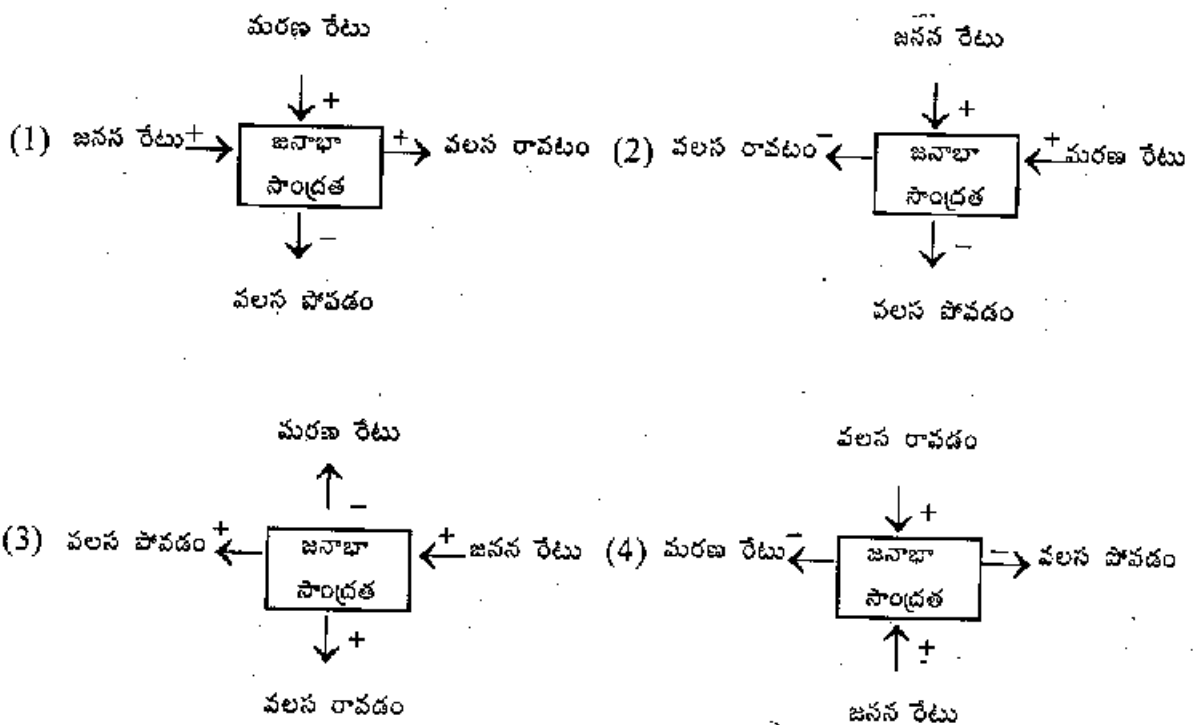 మరణ రేటు
+
(1) జనన రేటు + జనాభా సాంద్రత + వలస రావటం
–
వలస పోవడం
జనన రేటు
+
(2) వలస రావటం – జనాభా సాంద్రత + మరణ రేటు
–
వలస పోవడం
మరణ రేటు
–
(3) వలస పోవడం + జనాభా సాంద్రత + జనన రేటు
+
వలస రావడం
వలస రావడం
+
(4) మరణ రేటు – జనాభా సాంద్రత – వలస పోవడం
+
జనన రేటు